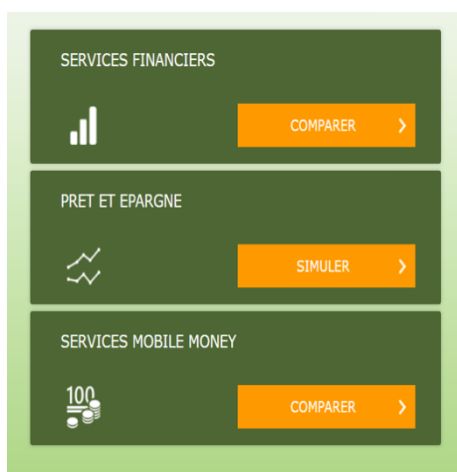 SERVICES FINANCIERS
COMPARER
PRET ET EPARGNE
SIMULER
SERVICES MOBILE MONEY
100
COMPARER